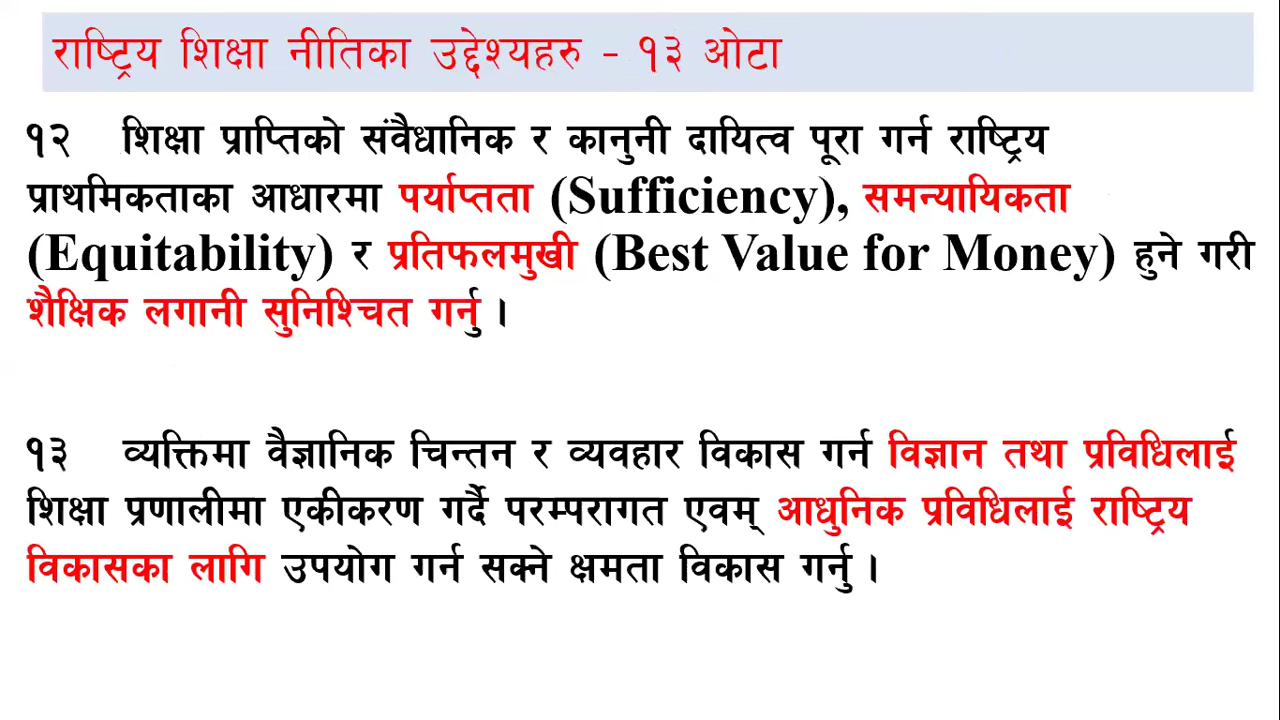 राष्ट्रिय शिक्षा नीतिका उद्देश्यहरु - १३ ओटा
१२ शिक्षा प्राप्तिको संवैधानिक र कानुनी दायित्व पूरा गर्न राष्ट्रिय
प्राथमिकताका आधारमा पर्याप्तता (Sufficiency), समन्यायिकता
(Equitability) र प्रतिफलमुखी (Best Value for Money) हुने गरी
शैक्षिक लगानी सुनिश्चित गर्नु ।
१३ व्यक्तिमा वैज्ञानिक चिन्तन र व्यवहार विकास गर्न विज्ञान तथा प्रविधिलाई
शिक्षा प्रणालीमा एकीकरण गर्दै परम्परागत एवम् आधुनिक प्रविधिलाई राष्ट्रिय
विकासका लागि उपयोग गर्न सक्ने क्षमता विकास गर्नु ।